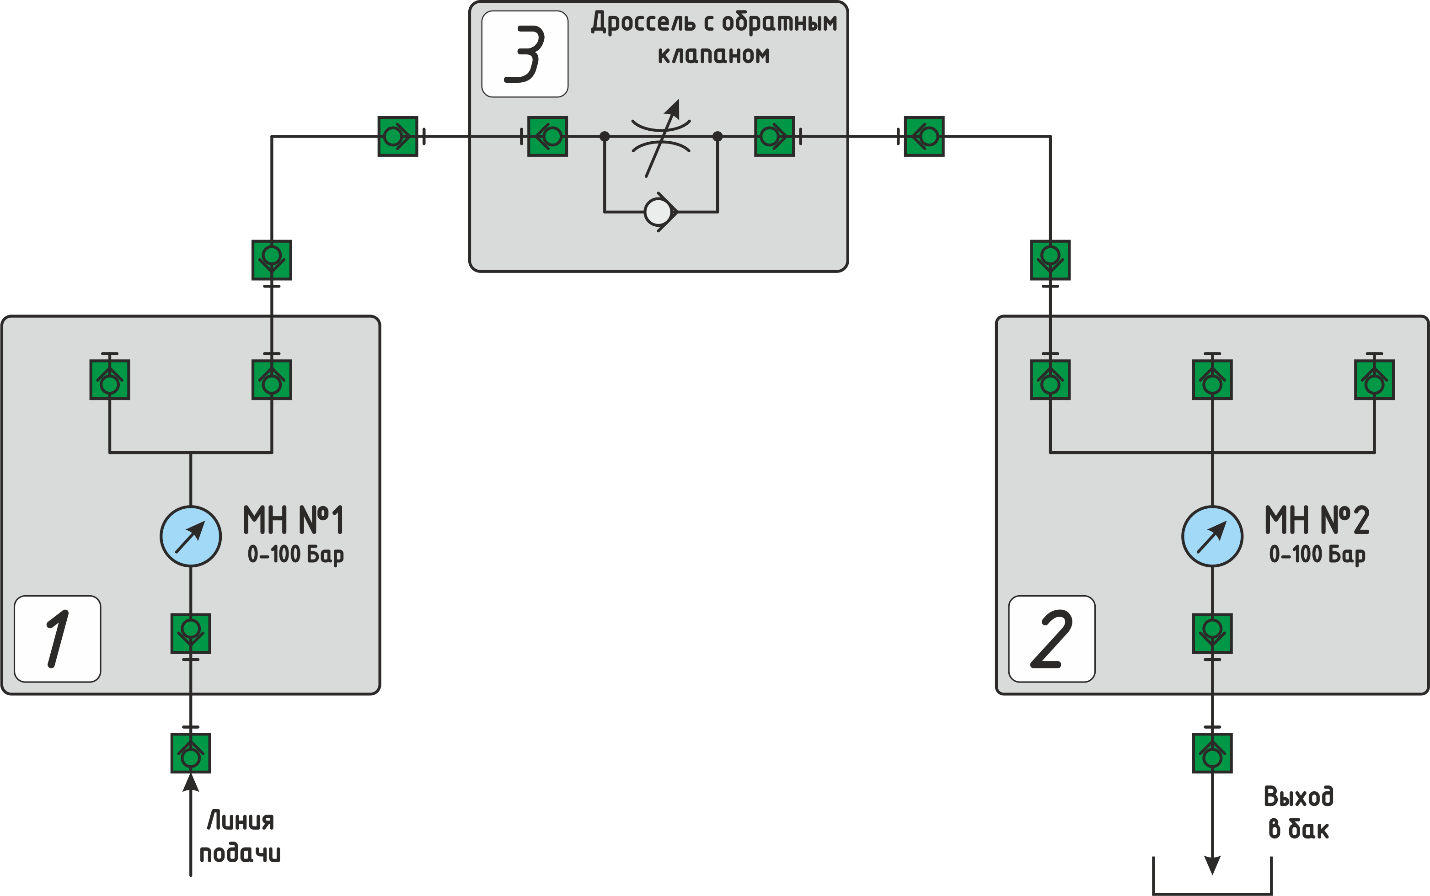 3
Дроссель с обратным
клапаном
МН №1
0-100 Бар
1
МН №2
0-100 Бар
2
Линия
подачи
Выход
в бак